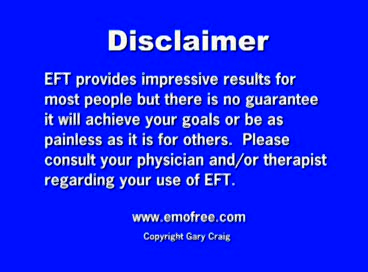 Disclaimer
EFT provides impressive results for
most people but there is no guarantee
it will achieve your goals or be as
painless as it is for others.  Please
consult your physician and/or therapist
regarding your use of EFT.
www.emofree.com
Copyright Gary Craig